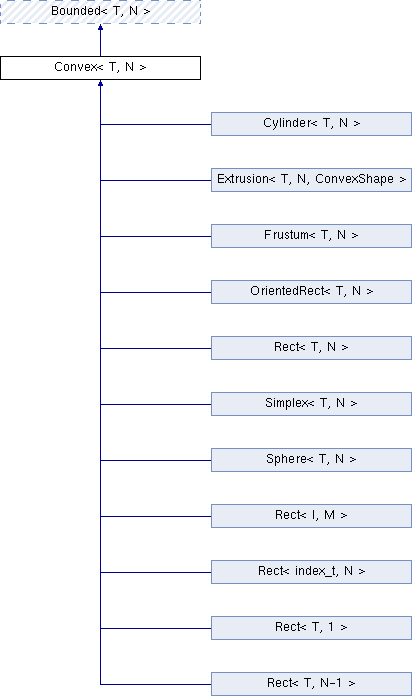 Bounded< T, N >
Convex< T, N >
Cylinder< T, N >
Extrusion< T, N, ConvexShape >
Frustum< T, N >
OrientedRect< T, N >
Rect< T, N >
Simplex< T, N >
Sphere< T, N >
Rect< I, M >
Rect< index_t, N >
Rect< T, 1 >
Rect< T, N-1 >